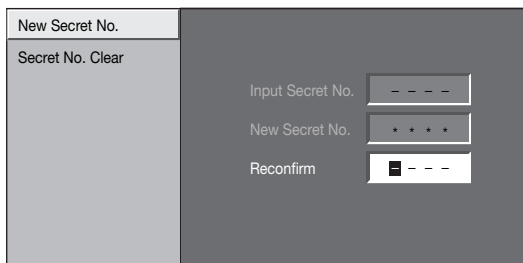 New Secret No.
Secret No. Clear
Input Secret No. – – – –
New Secret No. * * * *
Reconfirm – – – –